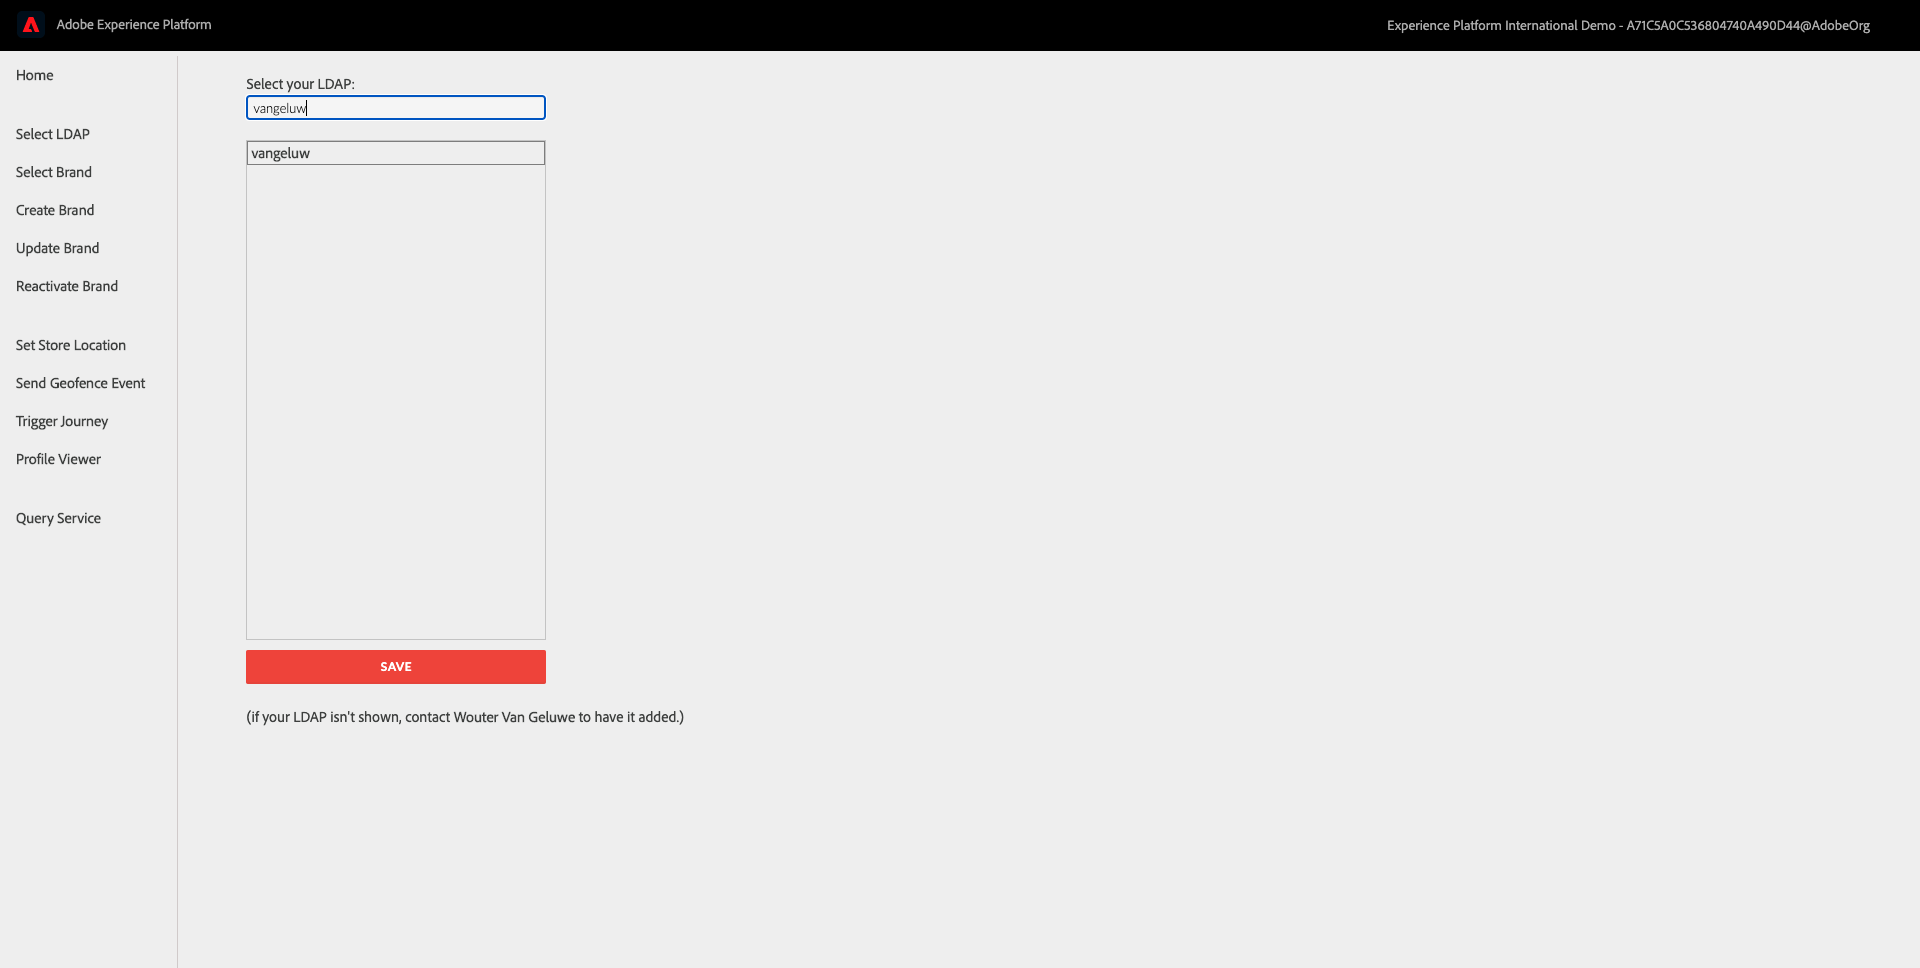 Adobe Experience Platform
Experience Platform International Demo - A71C5A0C536804740A490D44@AdobeOrg
Home
Select LDAP
Select Brand
Create Brand
Update Brand
Reactivate Brand
Set Store Location
Send Geofence Event
Trigger Journey
Profile Viewer
Query Service
Select your LDAP:
vangeluw
vangeluw
SAVE
(if your LDAP isn't shown, contact Wouter Van Geluwe to have it added.)